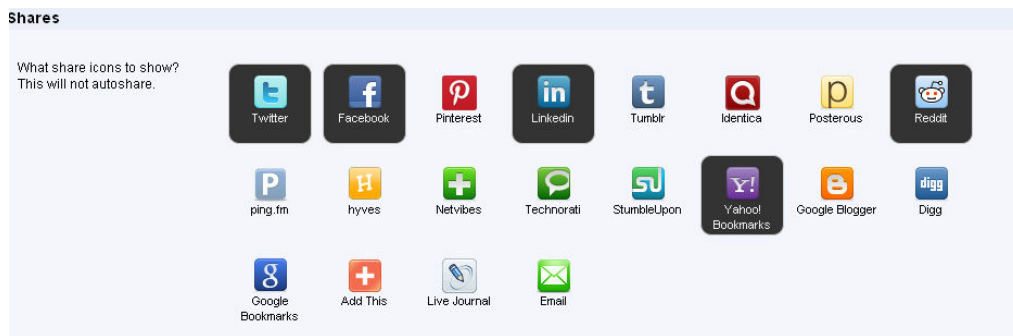 Shares
What share icons to show?
This will not autoshare.
Twitter Facebook Pinterest Linkedin Tumblr Identica Posterous Reddit
ping.fm hyves Netvibes Technorati StumbleUpon Yahoo! Bookmarks Google Blogger Digg
Google Bookmarks Add This Live Journal Email